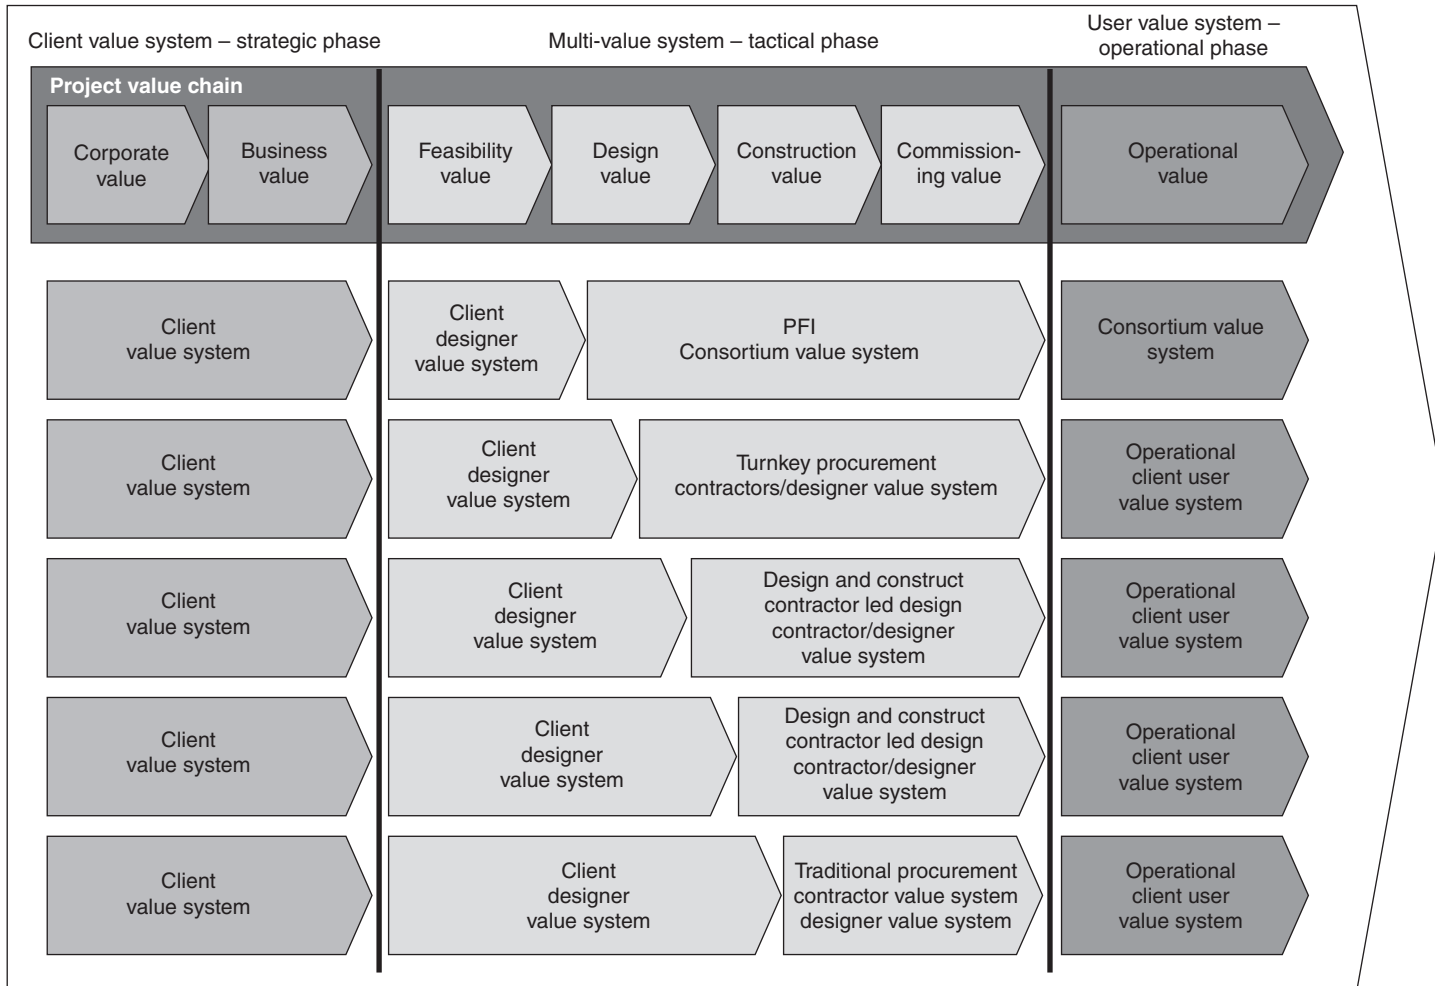 Client value system – strategic phase
Multi-value system – tactical phase
User value system –
operational phase
Project value chain
Corporate
value
Business
value
Feasibility
value
Design
value
Construction
value
Commission-
ing value
Operational
value
Client
value system
Client
designer
value system
PFI
Consortium value system
Consortium value
system
Client
value system
Client
designer
value system
Turnkey procurement
contractors/designer value system
Operational
client user
value system
Client
value system
Client
designer
value system
Design and construct
contractor led design
contractor/designer
value system
Operational
client user
value system
Client
value system
Client
designer
value system
Design and construct
contractor led design
contractor/designer
value system
Operational
client user
value system
Client
value system
Client
designer
value system
Traditional procurement
contractor value system
designer value system
Operational
client user
value system